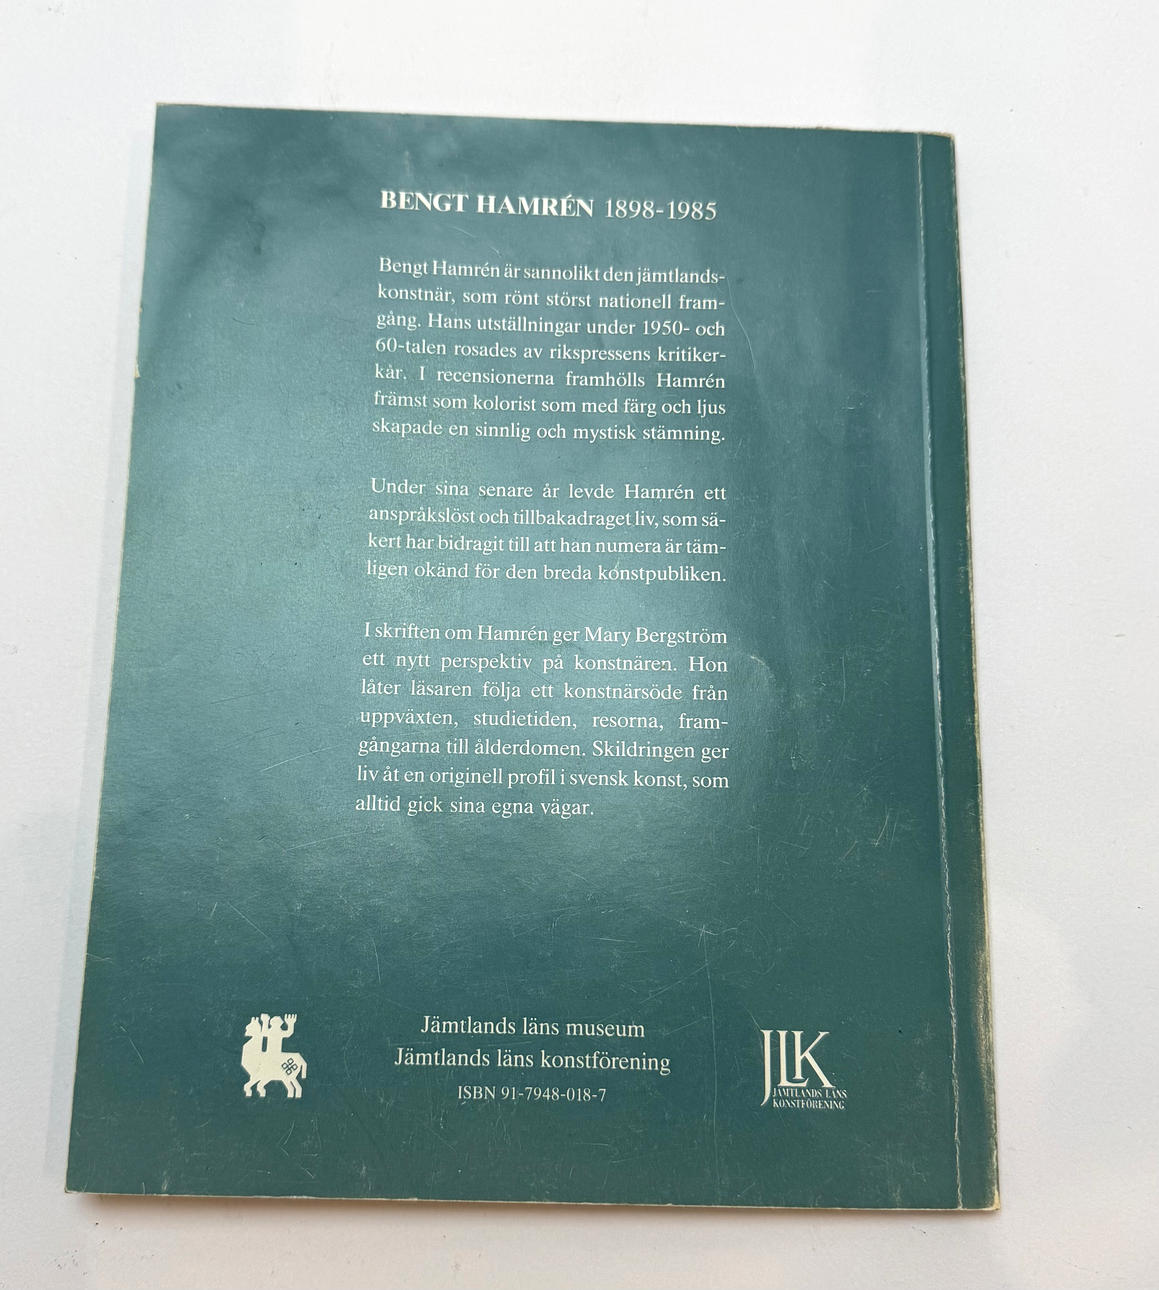 BENGT HAMRÉN 1898-1985
Bengt Hamrén är sannolikt den jämtlands-
konstnär, som rönt störst nationell fram-
gång. Hans utställningar under 1950- och
60-talen rosades av rikspressens kritiker-
kår. I recensionerna framhölls Hamrén
främst som kolorist som med färg och ljus
skapade en sinnlig och mystisk stämning.
Under sina senare år levde Hamrén ett
anspråkslöst och tillbakadraget liv, som sä-
kert har bidragit till att han numera är täm-
ligen okänd för den breda konstpubliken.
I skriften om Hamrén ger Mary Bergström
ett nytt perspektiv på konstnären. Hon
låter läsaren följa ett konstnärsöde från
uppväxten, studietiden, resorna, fram-
gångarna till ålderdomen. Skildringen ger
liv åt en originell profil i svensk konst, som
alltid gick sina egna vägar.
Jämtlands läns museum
Jämtlands läns konstförening
ISBN 91-7948-018-7
JLK
JÄMTLANDS LÄNS
KONSTFÖRENING